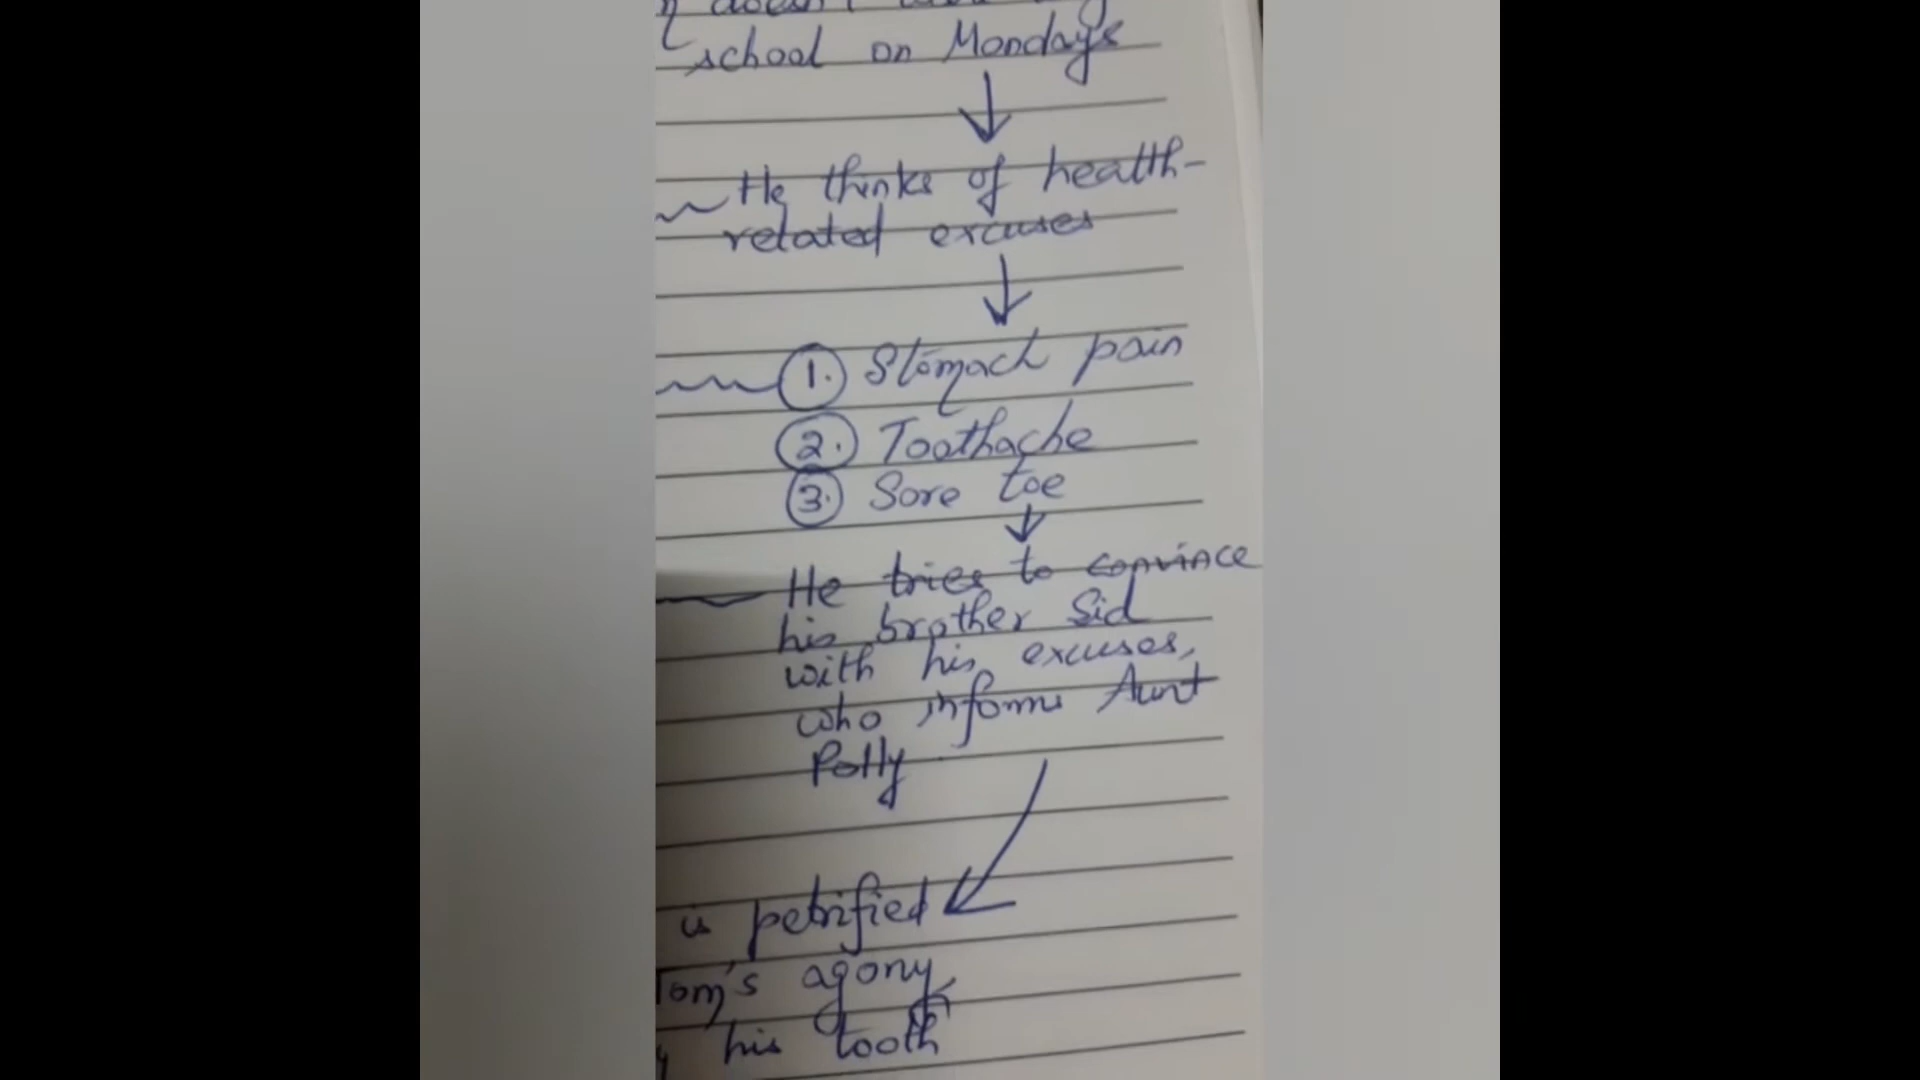 school on Mondays
He thinks of health-
related excuses
1. Stomach pain
2. Toothache
3. Sore toe
He tries to convince
his brother Sid
with his excuses,
who informs Aunt
Polly.
is petrified
Tom's agony,
his tooth